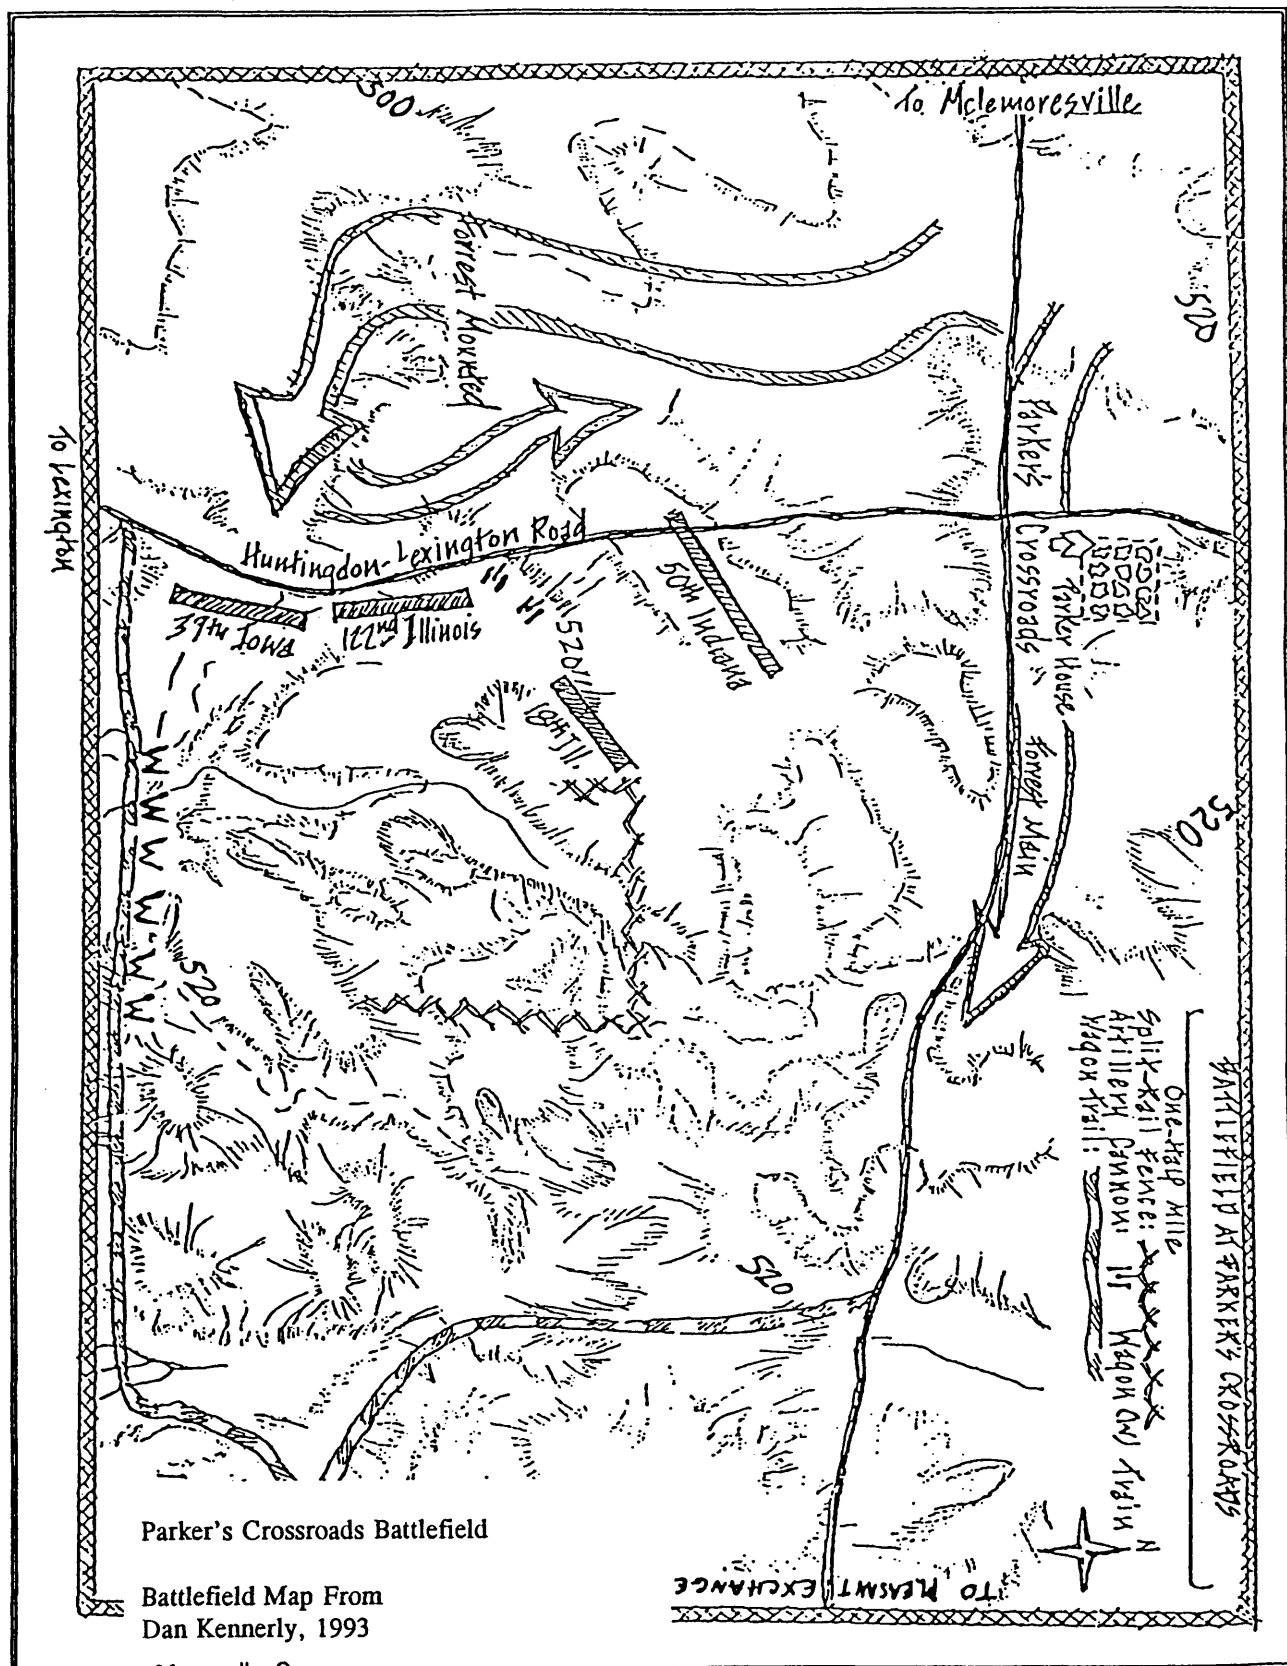 To Mclemoresville
500
520
Forrest Mounted
Parker's
Crossroads
Parker House
To Lexington
Huntingdon-Lexington Road
39th Iowa
122nd Illinois
50th Indiana
520
18th Ill.
Forrest Main
520
W W W W W W
520
520
BATTLEFIELD AT PARKER'S CROSSROADS
One-Half Mile
Split-Rail Fence:
Artillery Cannon: Wagon (W) Train
Wagon Trail:
N
TO PLEASANT EXCHANGE
Parker's Crossroads Battlefield
Battlefield Map From
Dan Kennerly, 1993